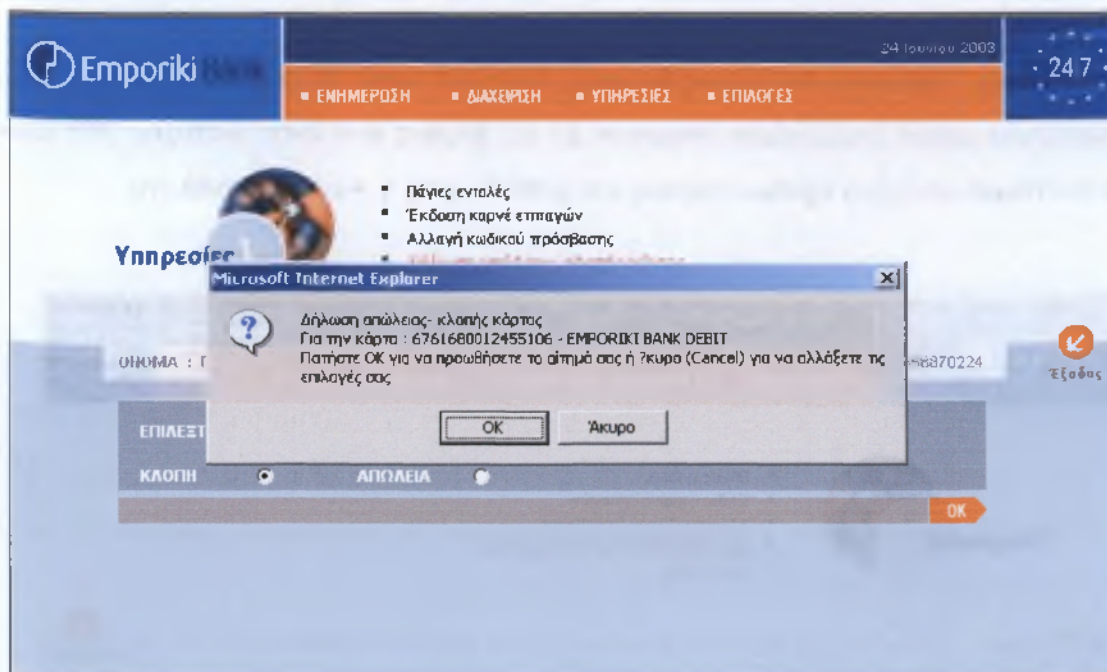 Emporiki Bank
24 Ιουνίου 2003
24 7
ΕΝΗΜΕΡΩΣΗ ΔΙΑΧΕΙΡΙΣΗ ΥΠΗΡΕΣΙΕΣ ΕΠΙΛΟΓΕΣ
Πάγιες εντολές
Έκδοση καρνέ επιταγών
Αλλαγή κωδικού πρόσβασης
Υπηρεσίες
Microsoft Internet Explorer
Δήλωση απώλειας- κλοπής κάρτας
Για την κάρτα : 6761680012455106 - EMPORIKI BANK DEBIT
Πατήστε OK για να προωθήσετε το αίτημά σας ή ?κυρο (Cancel) για να αλλάξετε τις
επιλογές σας
ΟΝΟΜΑ :
Έξοδος
OK Άκυρο
ΚΛΟΠΗ ΑΠΩΛΕΙΑ
OK